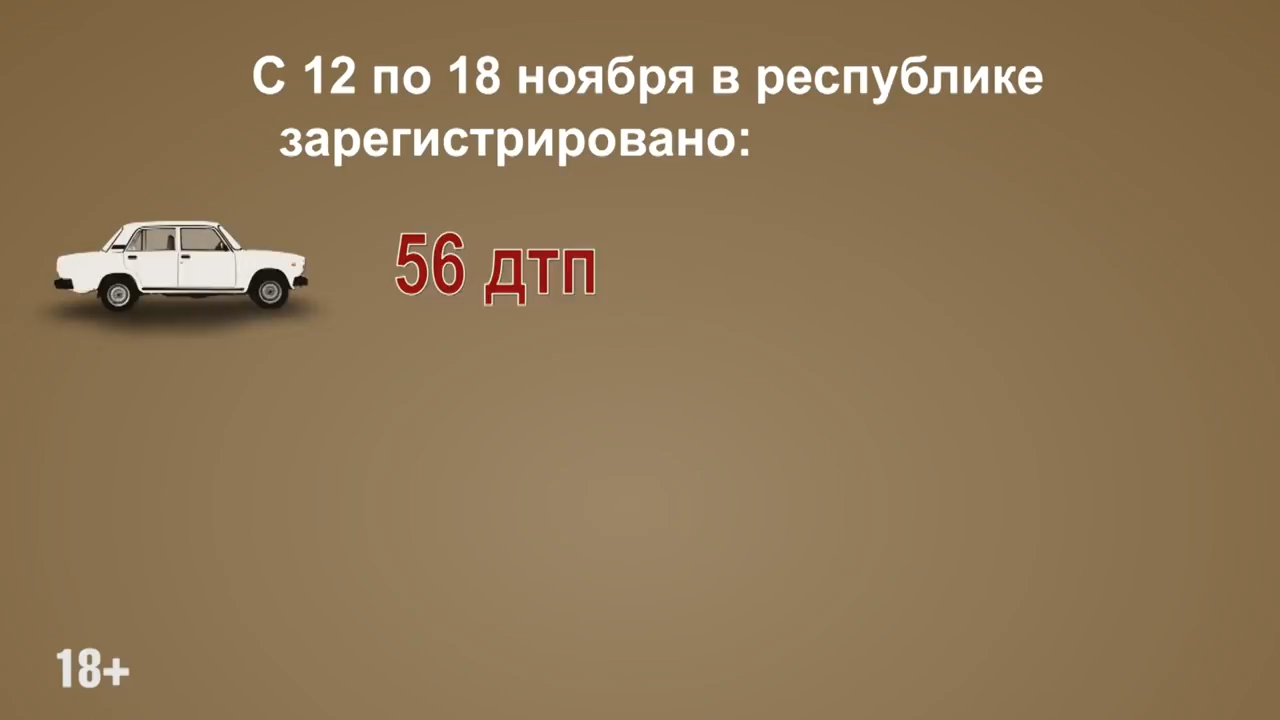 С 12 по 18 ноября в республике
зарегистрировано:
56 дтп
18+